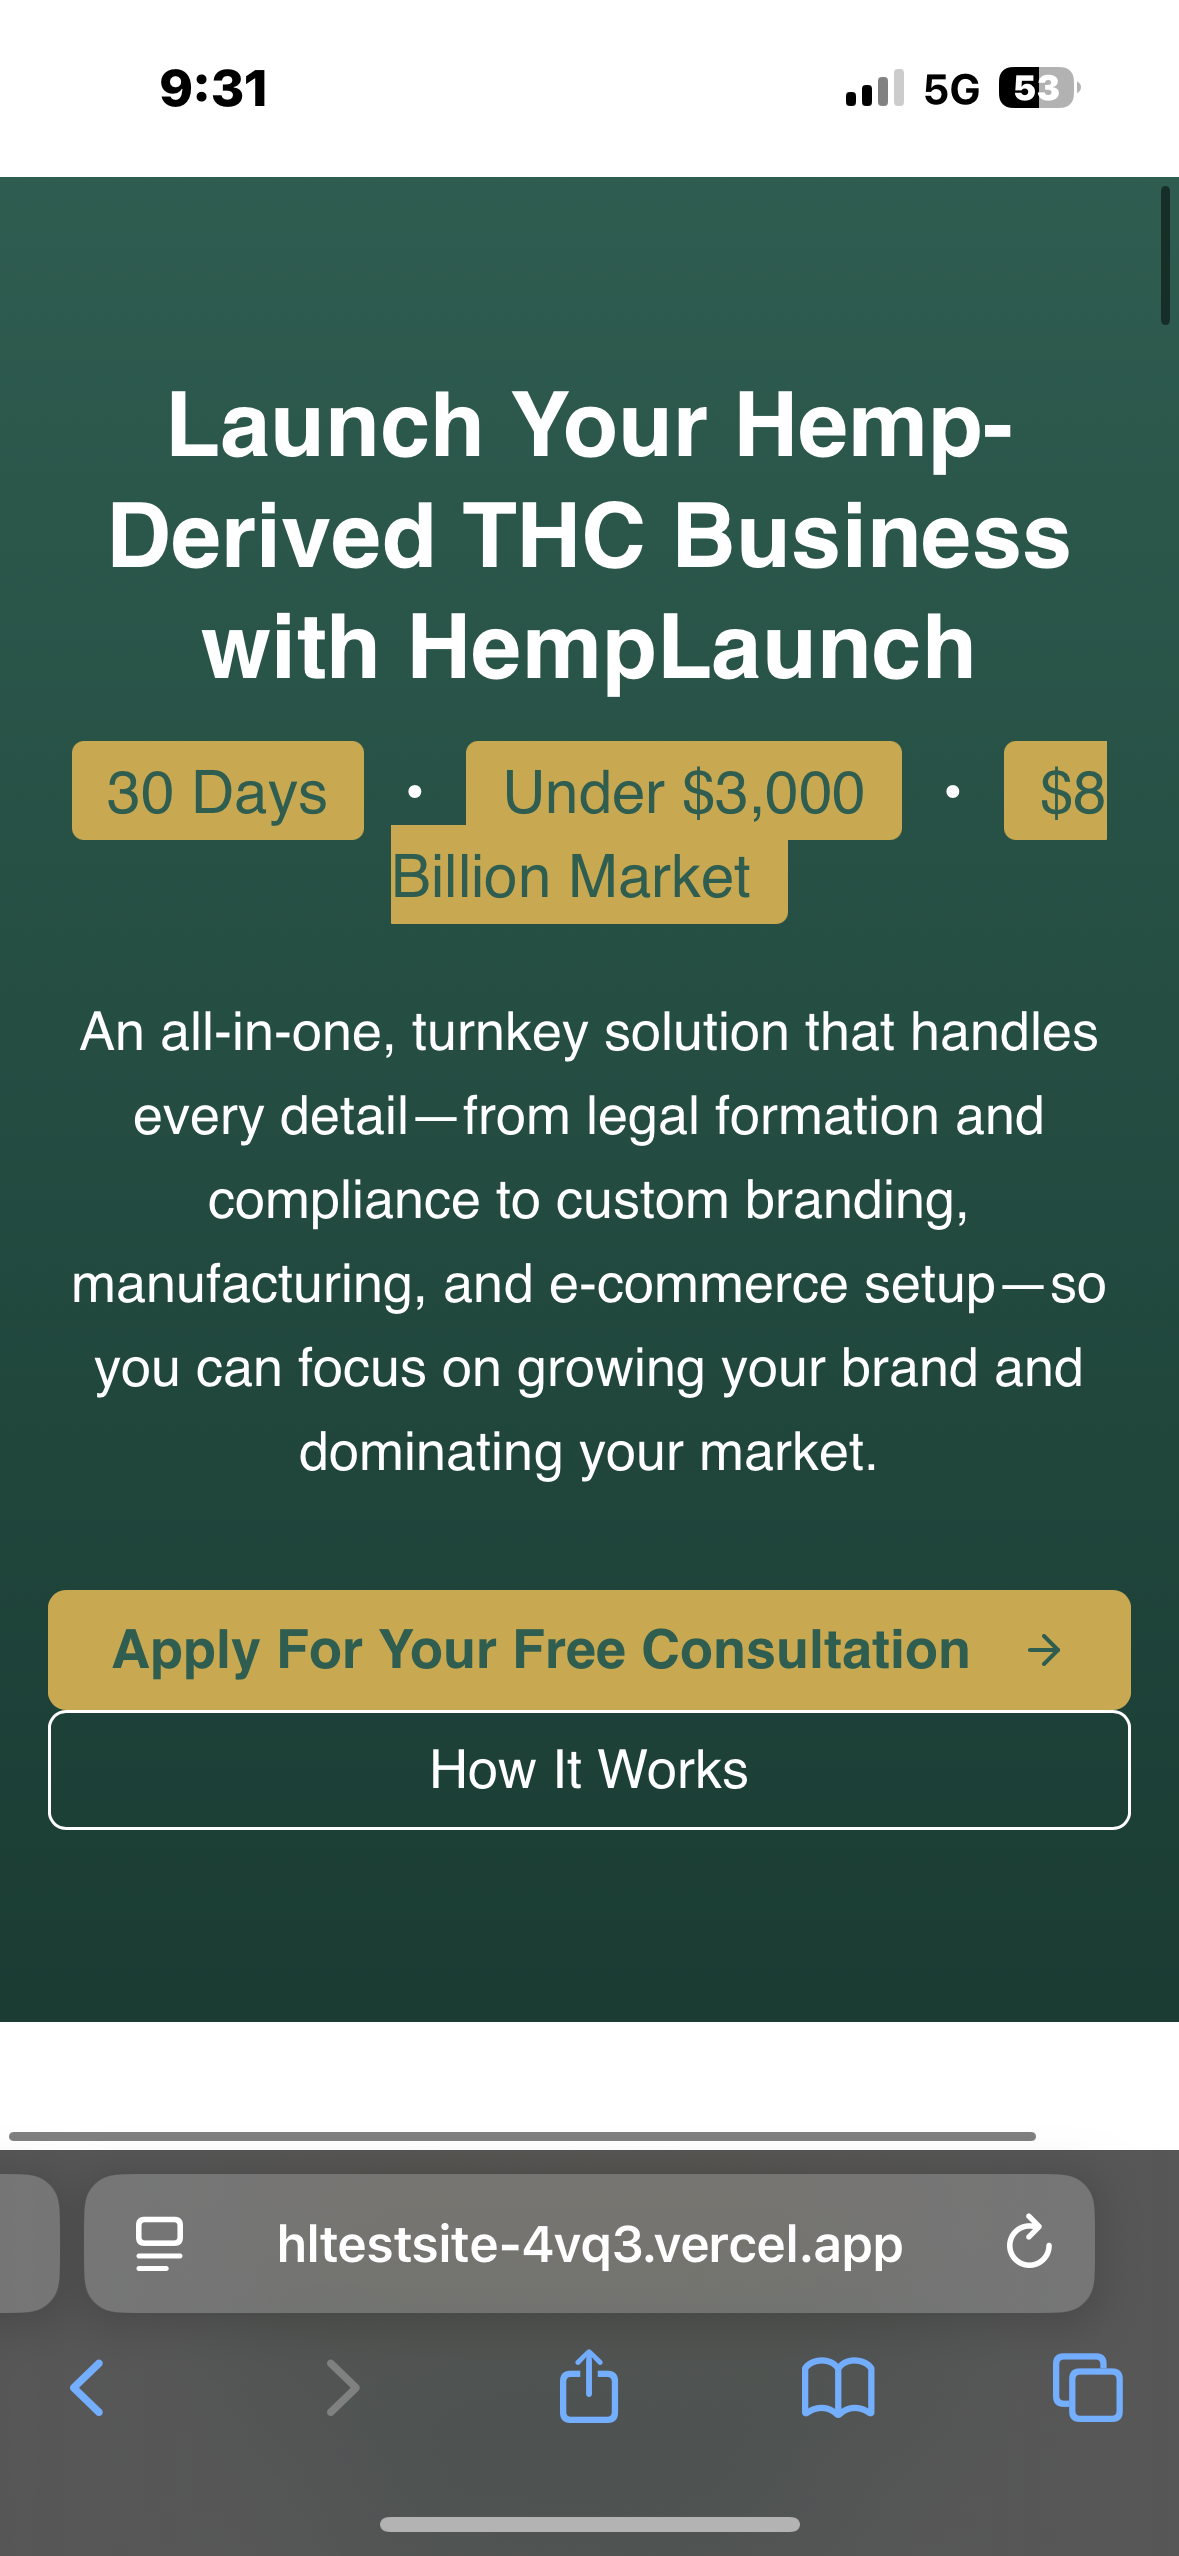 9:31
5G
53
Launch Your Hemp-
Derived THC Business
with HempLaunch
30 Days • Under $3,000 • $8
Billion Market
An all-in-one, turnkey solution that handles
every detail—from legal formation and
compliance to custom branding,
manufacturing, and e-commerce setup—so
you can focus on growing your brand and
dominating your market.
Apply For Your Free Consultation →
How It Works
hltestsite-4vq3.vercel.app